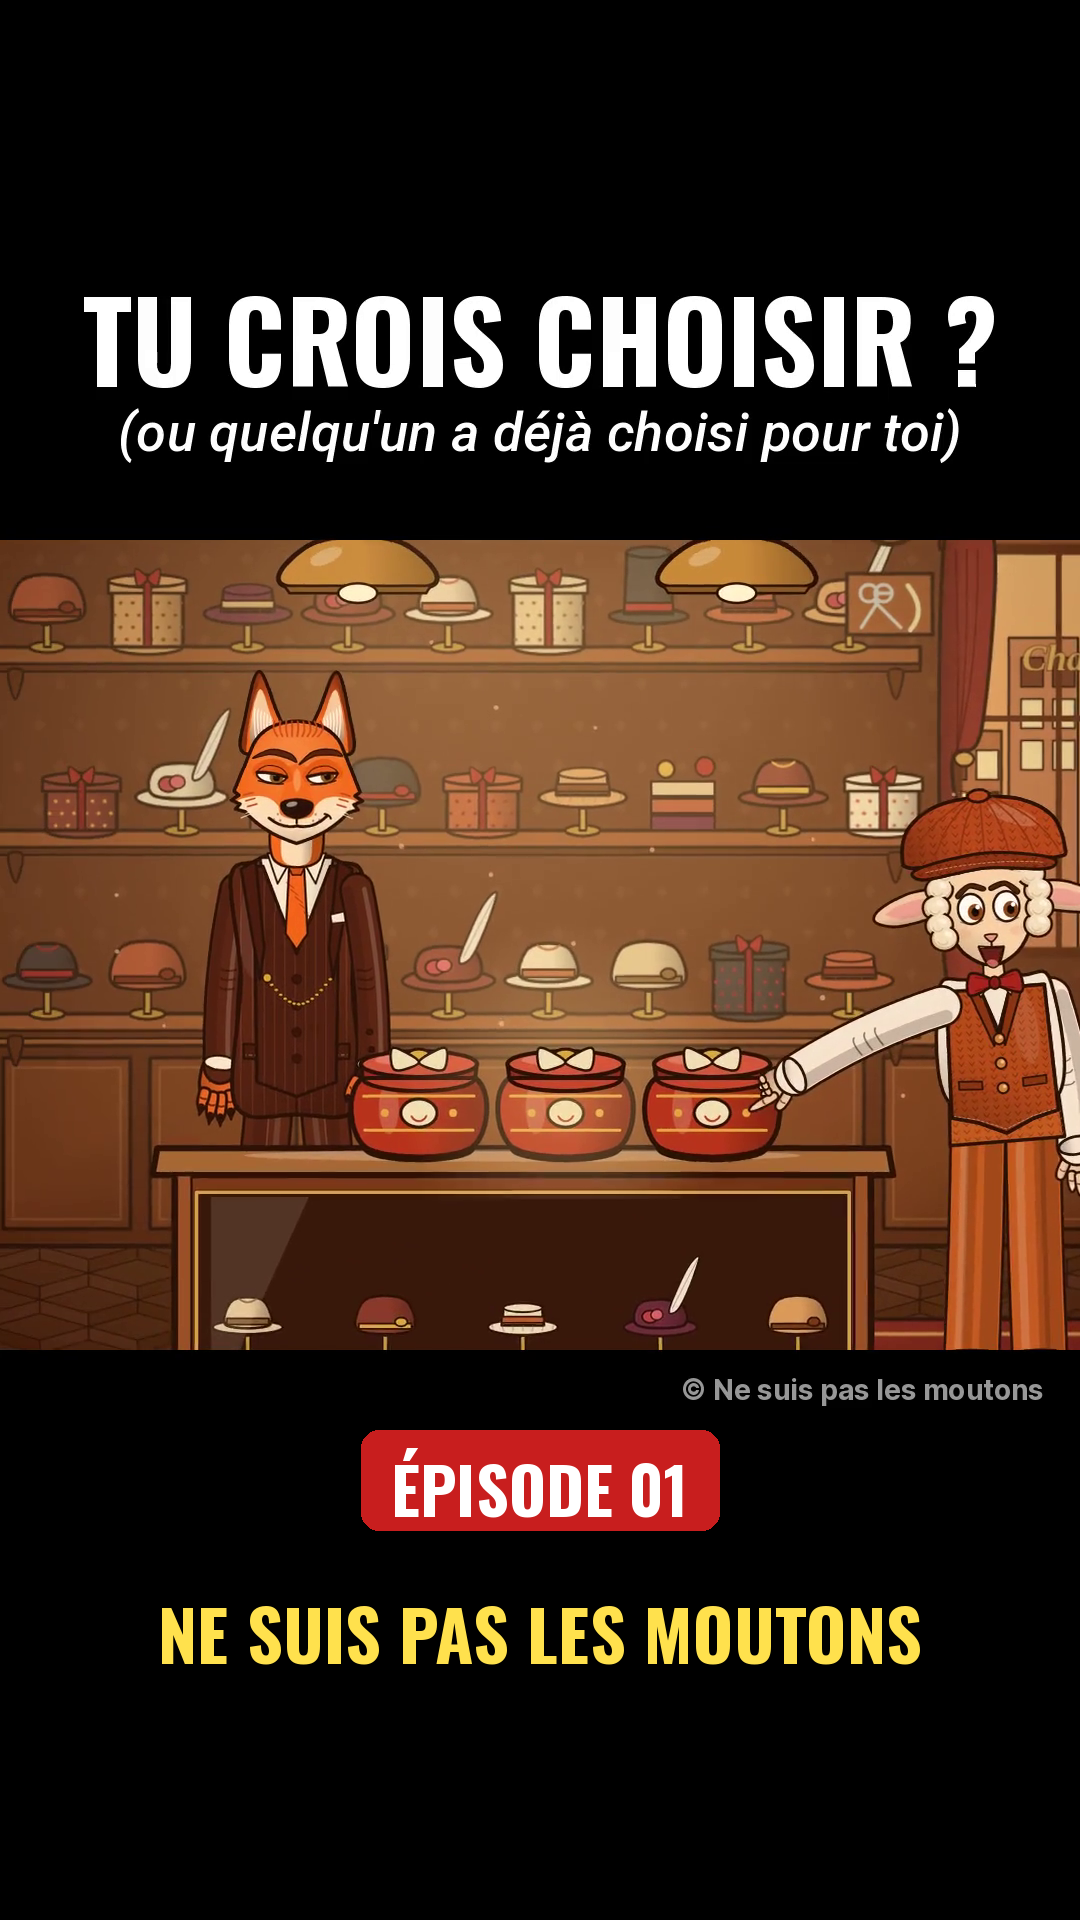 TU CROIS CHOISIR ?
(ou quelqu'un a déjà choisi pour toi)
© Ne suis pas les moutons
ÉPISODE 01
NE SUIS PAS LES MOUTONS